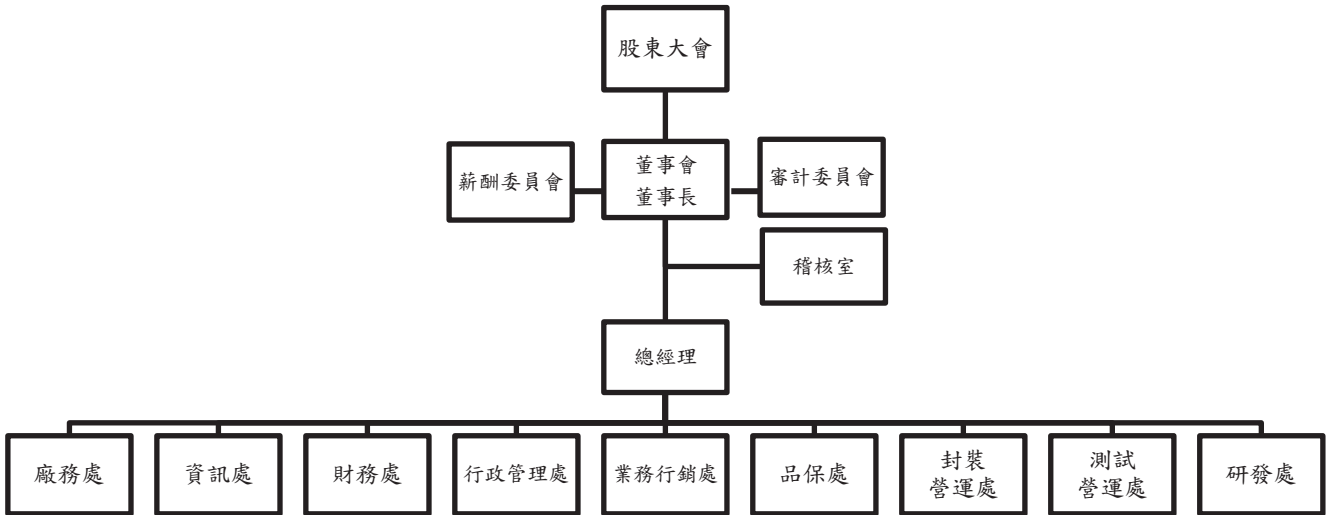 股東大會
薪酬委員會
董事會
董事長
審計委員會
稽核室
總經理
廠務處
資訊處
財務處
行政管理處
業務行銷處
品保處
封裝
營運處
測試
營運處
研發處